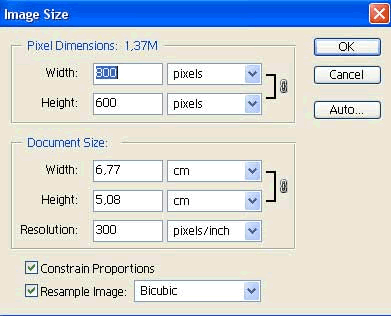 Image Size
Pixel Dimensions: 1,37M
Width: 800 pixels
Height: 600 pixels
OK
Cancel
Auto...
Document Size:
Width: 6,77 cm
Height: 5,08 cm
Resolution: 300 pixels/inch
Constrain Proportions
Resample Image: Bicubic